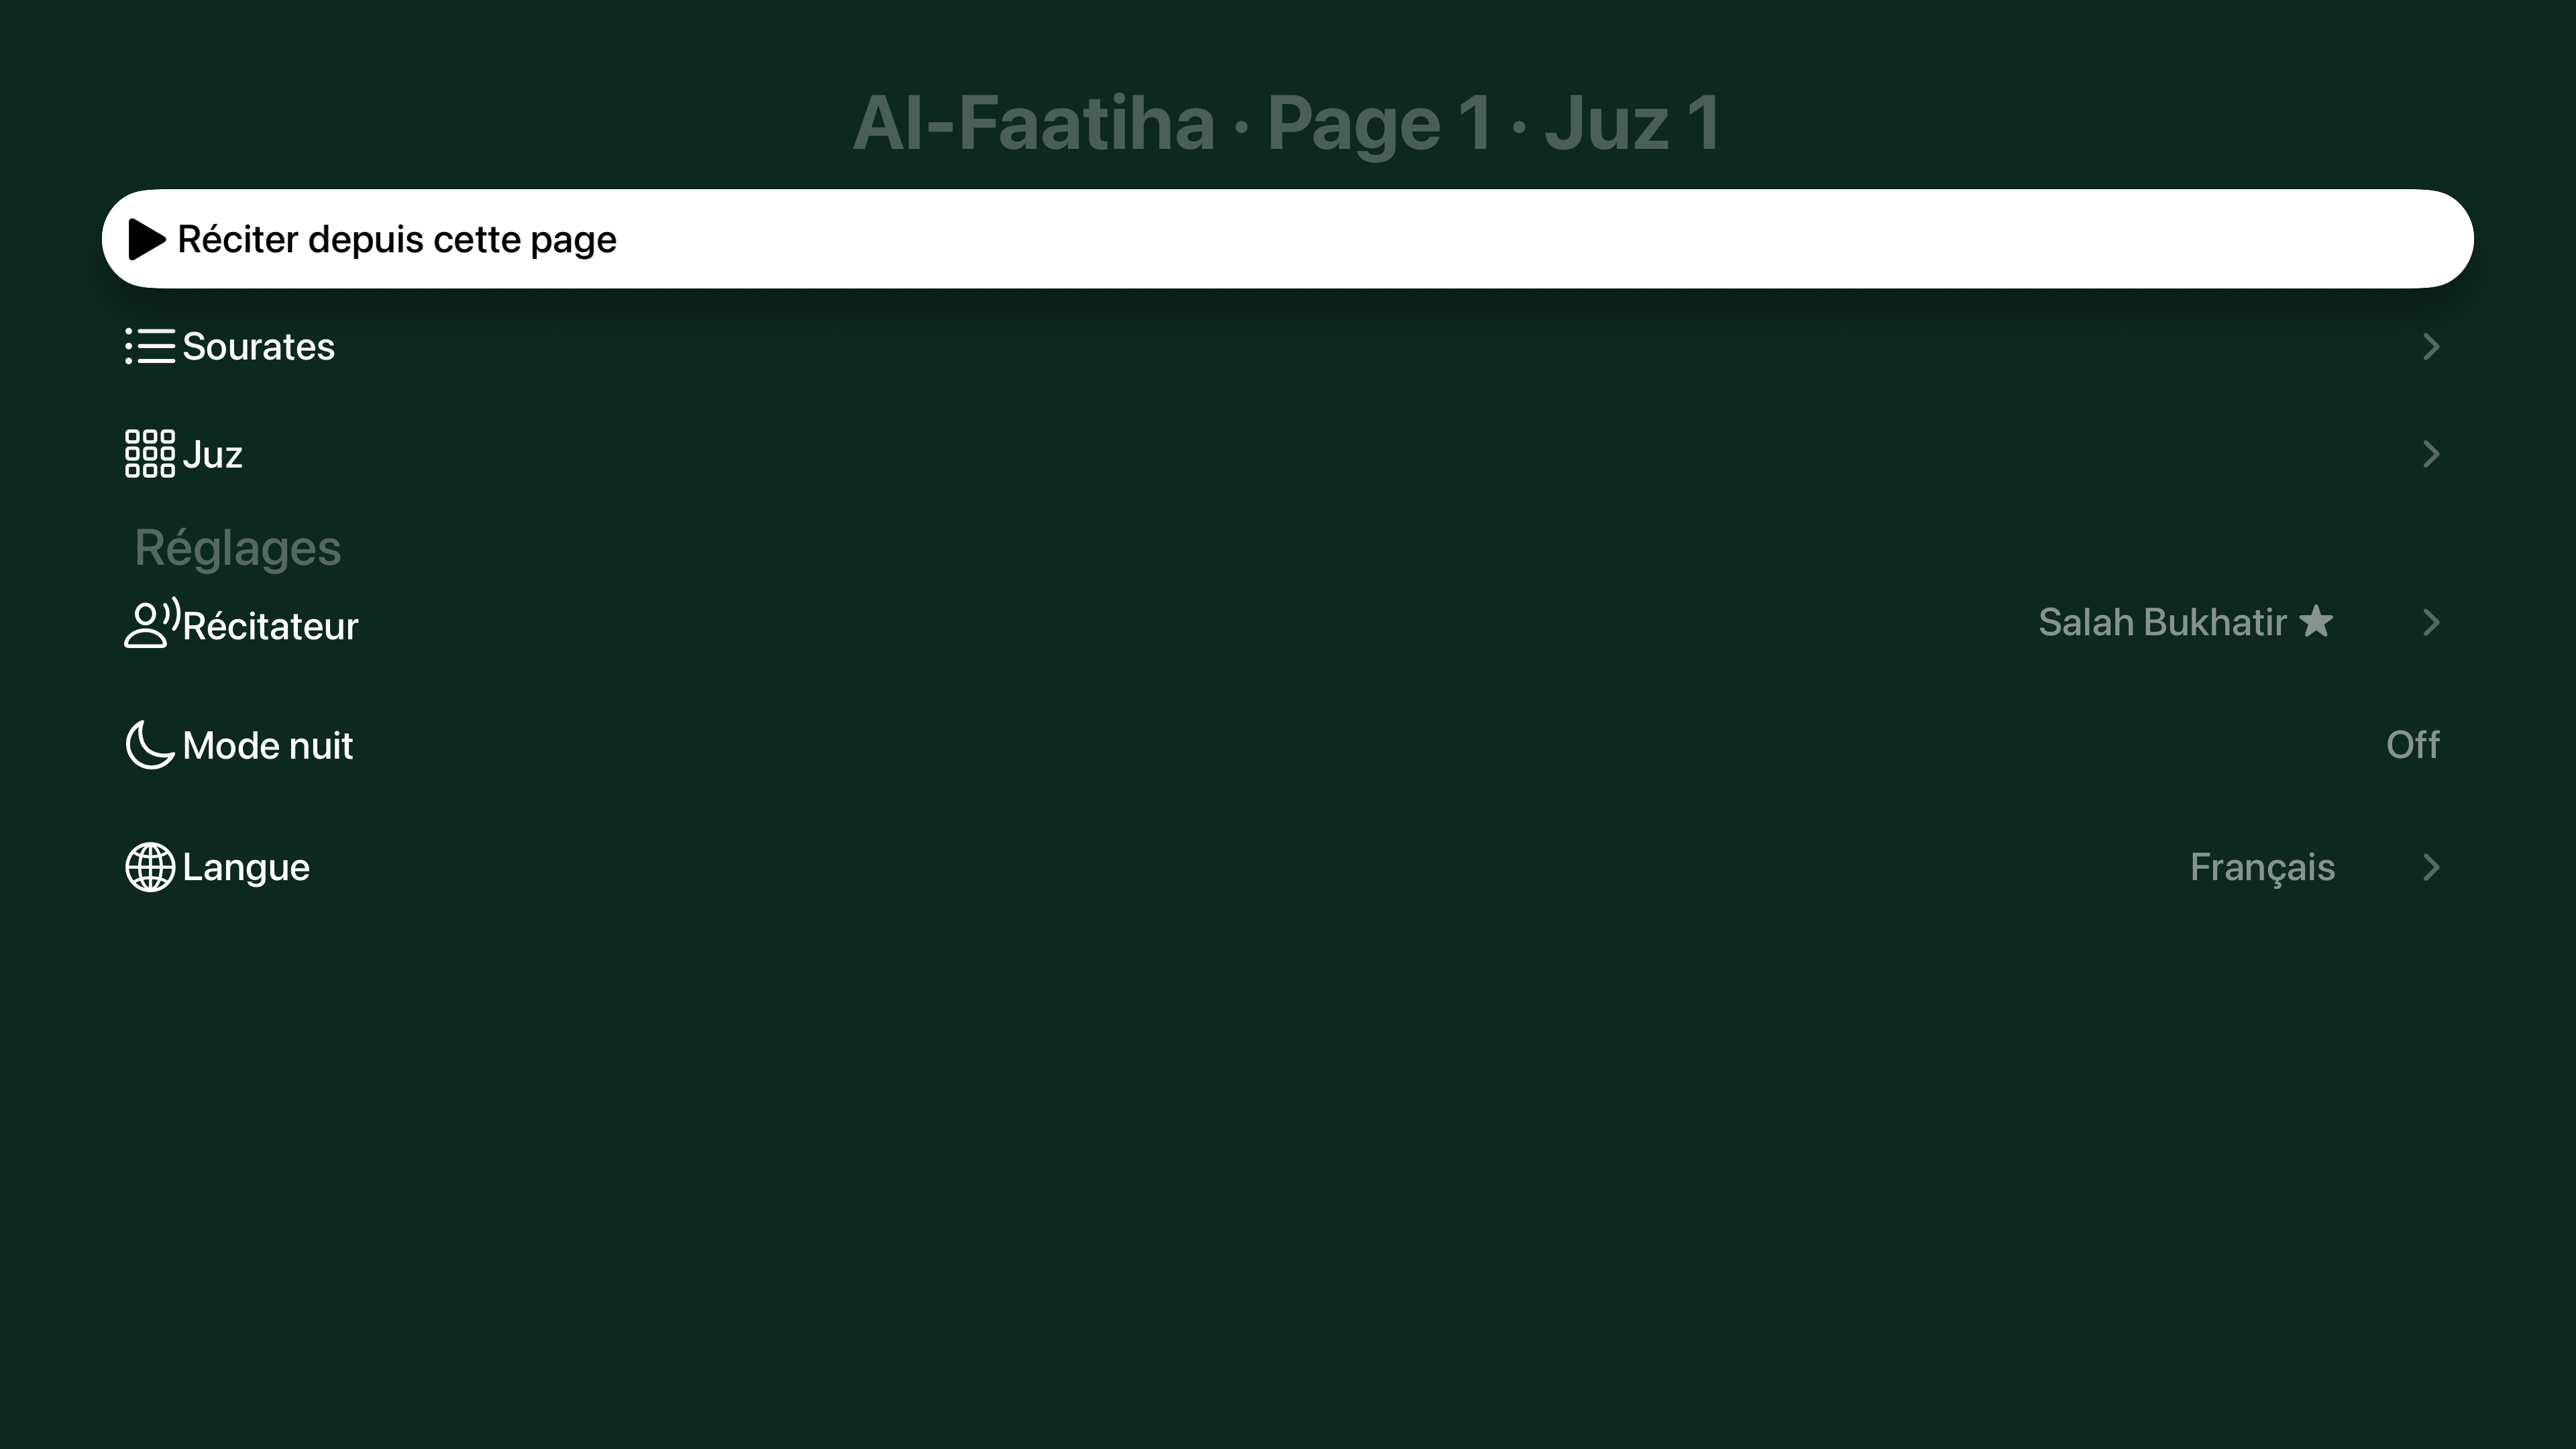 Al-Faatiha · Page 1 · Juz 1
Réciter depuis cette page
Sourates
Juz
Réglages
Récitateur Salah Bukhatir ★
Mode nuit Off
Langue Français